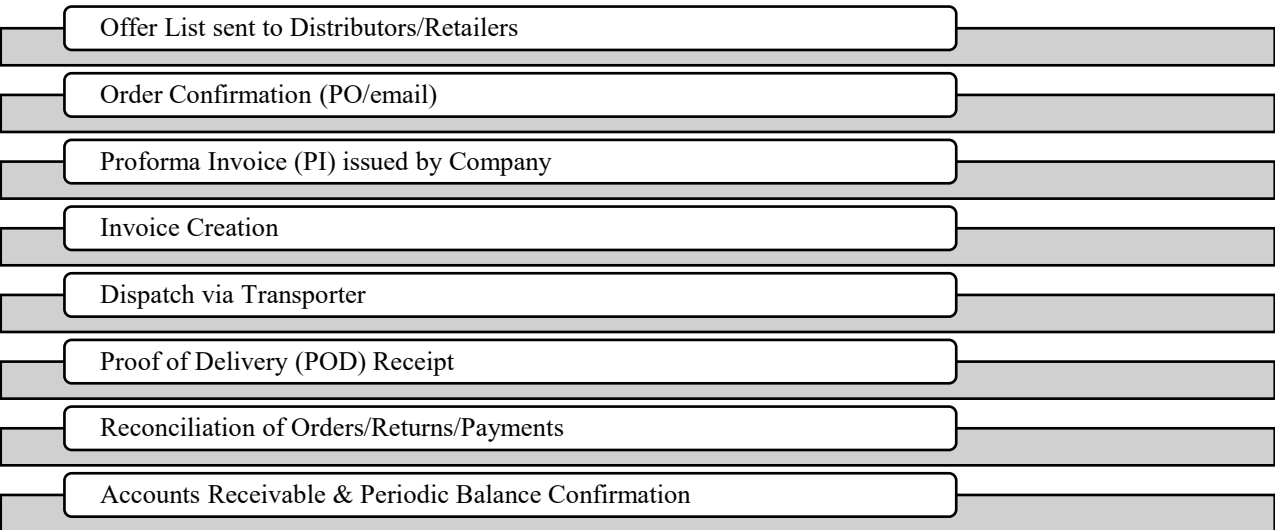 Offer List sent to Distributors/Retailers
Order Confirmation (PO/email)
Proforma Invoice (PI) issued by Company
Invoice Creation
Dispatch via Transporter
Proof of Delivery (POD) Receipt
Reconciliation of Orders/Returns/Payments
Accounts Receivable & Periodic Balance Confirmation